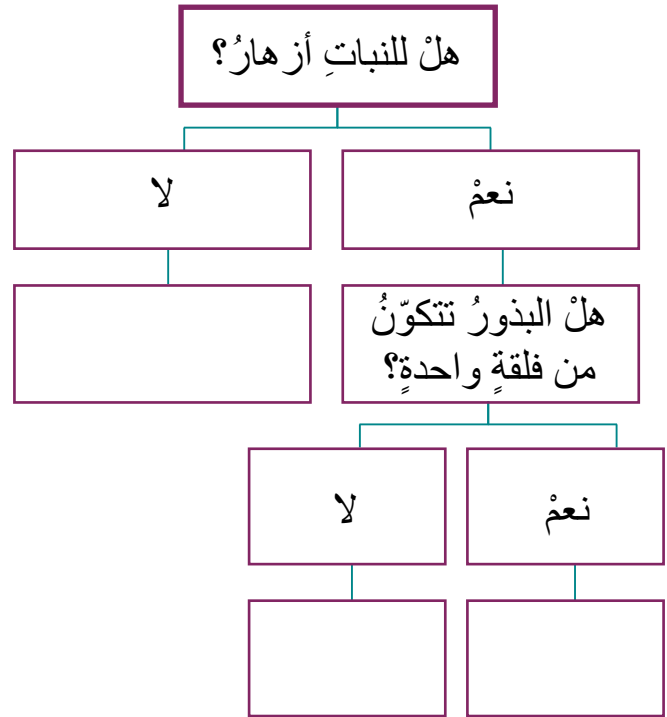 هلْ للنباتِ أزهارُ؟
نعمْ
لا
هلْ البذورُ تتكوّنُ
من فلقةٍ واحدةٍ؟
نعمْ
لا